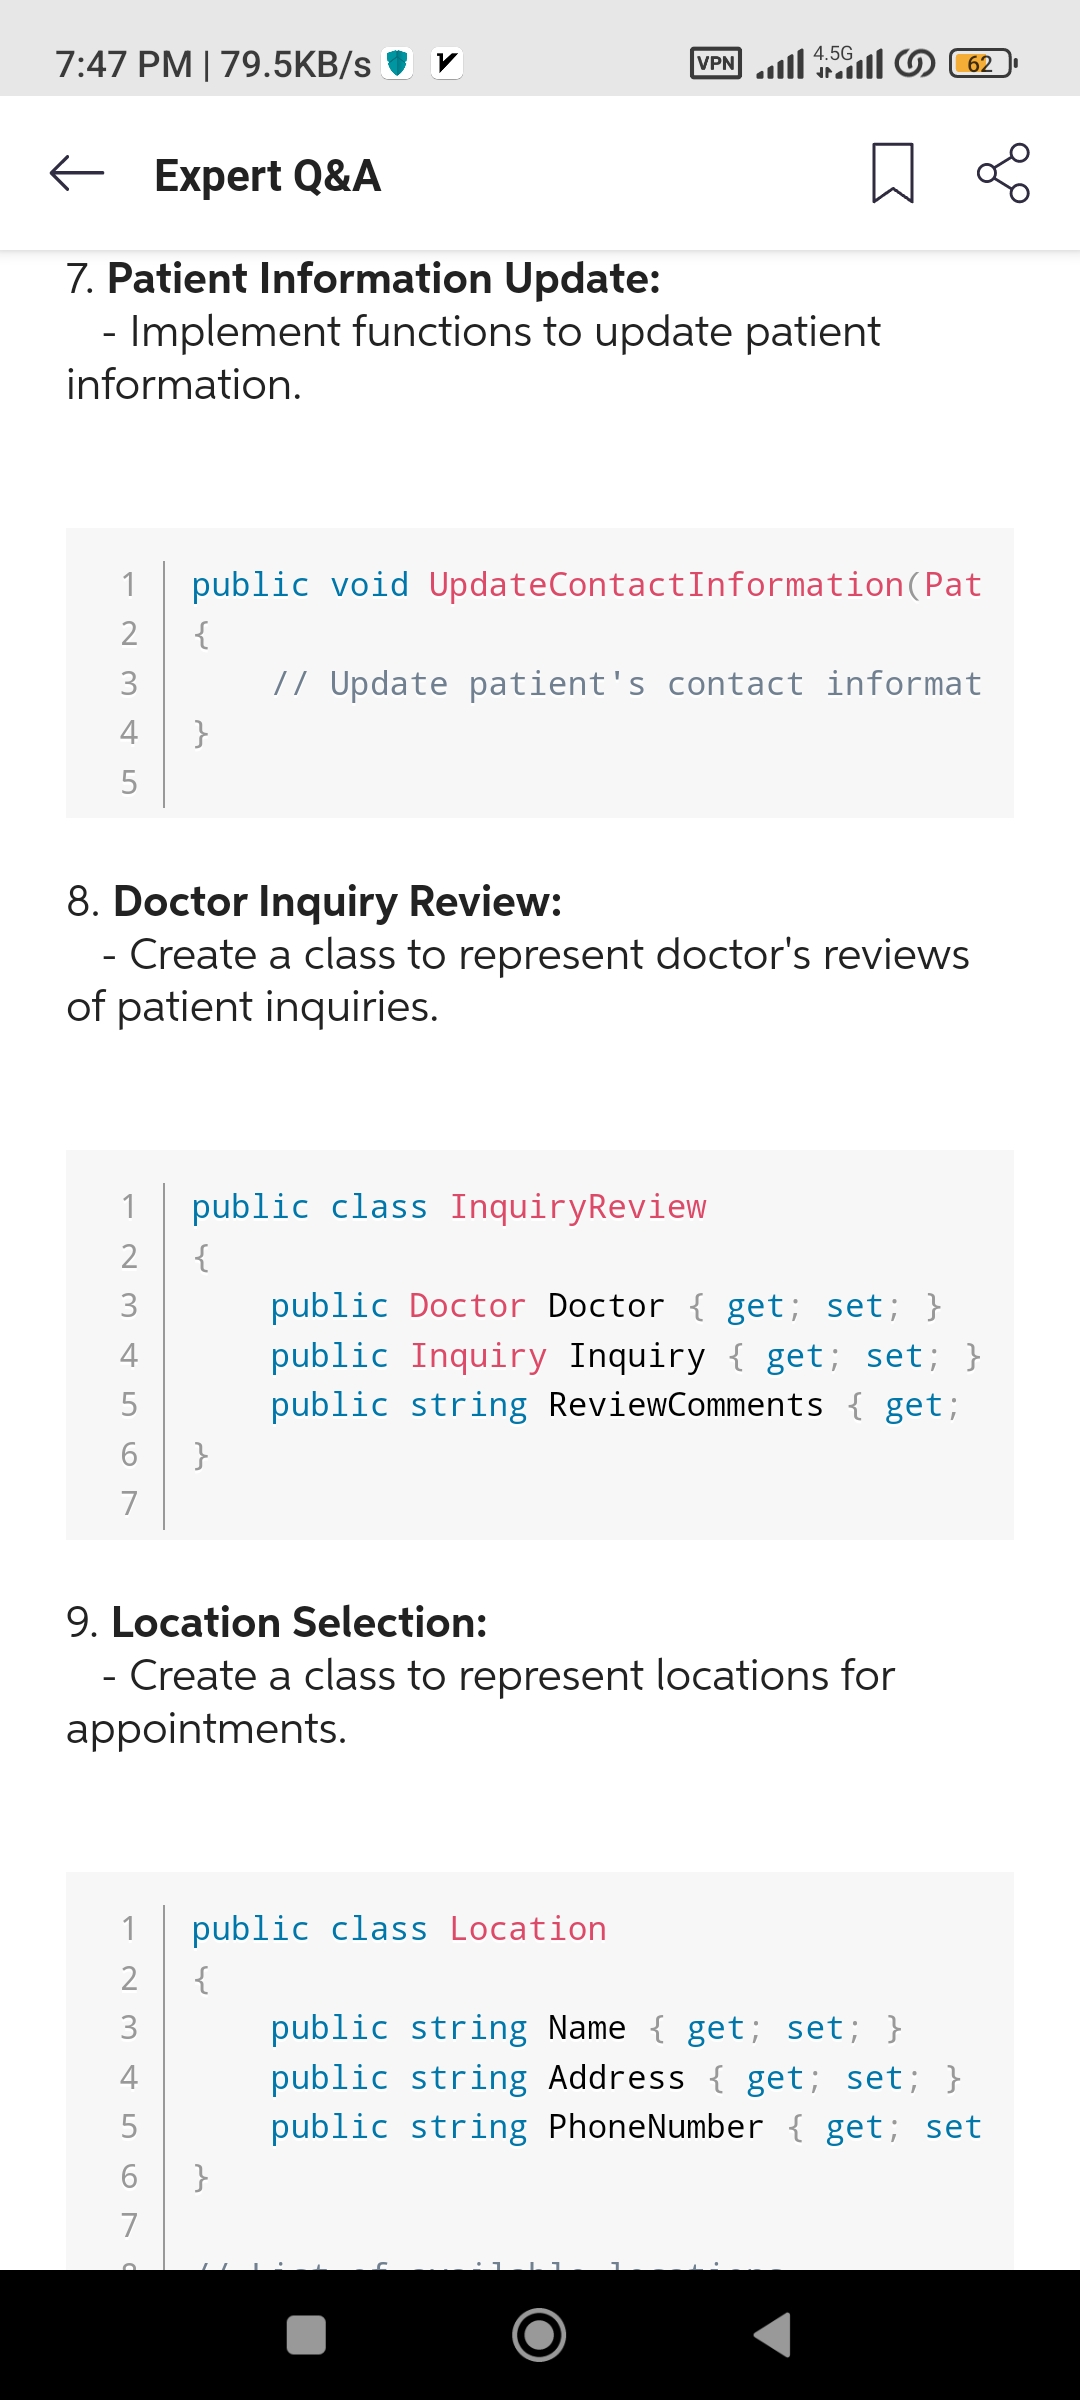 7:47 PM | 79.5KB/s
VPN 4.5G 62
Expert Q&A
7. Patient Information Update:
- Implement functions to update patient
information.
1 public void UpdateContactInformation(Pat
2 {
3 // Update patient's contact informat
4 }
5
8. Doctor Inquiry Review:
- Create a class to represent doctor's reviews
of patient inquiries.
1 public class InquiryReview
2 {
3 public Doctor Doctor { get; set; }
4 public Inquiry Inquiry { get; set; }
5 public string ReviewComments { get;
6 }
7
9. Location Selection:
- Create a class to represent locations for
appointments.
1 public class Location
2 {
3 public string Name { get; set; }
4 public string Address { get; set; }
5 public string PhoneNumber { get; set
6 }
7
8 // List of available locations